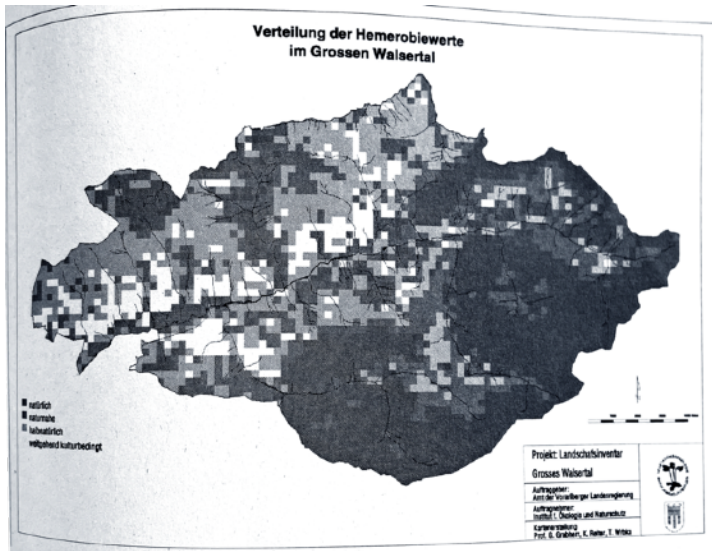 Verteilung der Hemerobiewerte
im Grossen Walsertal
natürlich
naturnahe
halbnatürlich
weitgehend kulturbedingt
Projekt: Landschaftsinventar
Grosses Walsertal
Auftraggeber:
Amt der Vorarlberger Landesregierung
Auftragnehmer:
Institut f. Ökologie und Naturschutz
Kartenerstellung:
Prof. G. Grabherr, K. Reiter, T. Wrbka